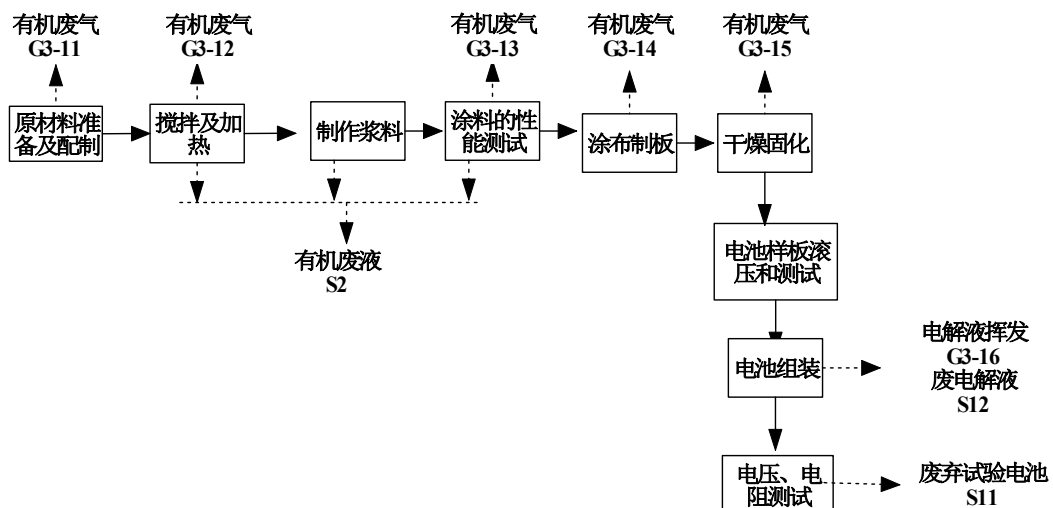 有机废气
G3-11
有机废气
G3-12
有机废气
G3-13
有机废气
G3-14
有机废气
G3-15
原材料准
备及配制
搅拌及加
热
制作浆料
涂料的性
能测试
涂布制板
干燥固化
有机废液
S2
电池样板滚
压和测试
电池组装
电解液挥发
G3-16
废电解液
S12
电压、电
阻测试
废弃试验电池
S11